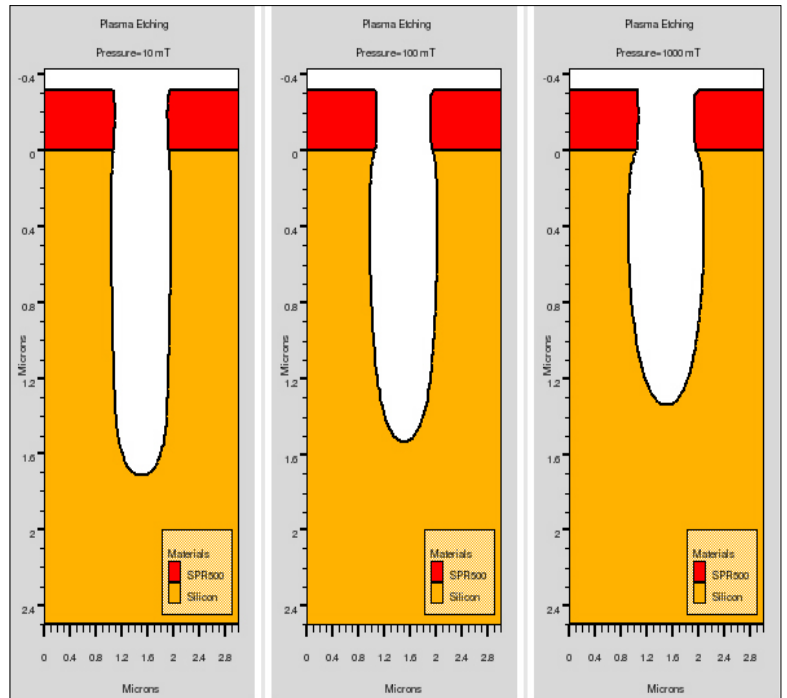 Plasma Etching
Pressure=10 mT
-0.4
0
0.4
0.8
1.2
1.6
2
2.4
Microns
Materials
SPR500
Silicon
0 0.4 0.8 1.2 1.6 2 2.4 2.8
Microns
Plasma Etching
Pressure=100 mT
-0.4
0
0.4
0.8
1.2
1.6
2
2.4
Microns
Materials
SPR500
Silicon
0 0.4 0.8 1.2 1.6 2 2.4 2.8
Microns
Plasma Etching
Pressure=1000 mT
-0.4
0
0.4
0.8
1.2
1.6
2
2.4
Microns
Materials
SPR500
Silicon
0 0.4 0.8 1.2 1.6 2 2.4 2.8
Microns